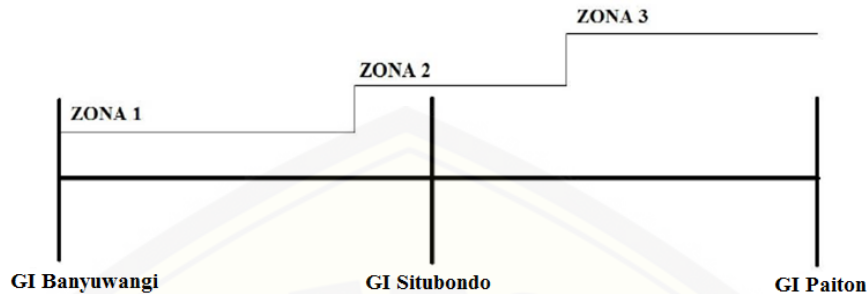 ZONA 3
ZONA 2
ZONA 1
GI Banyuwangi
GI Situbondo
GI Paiton